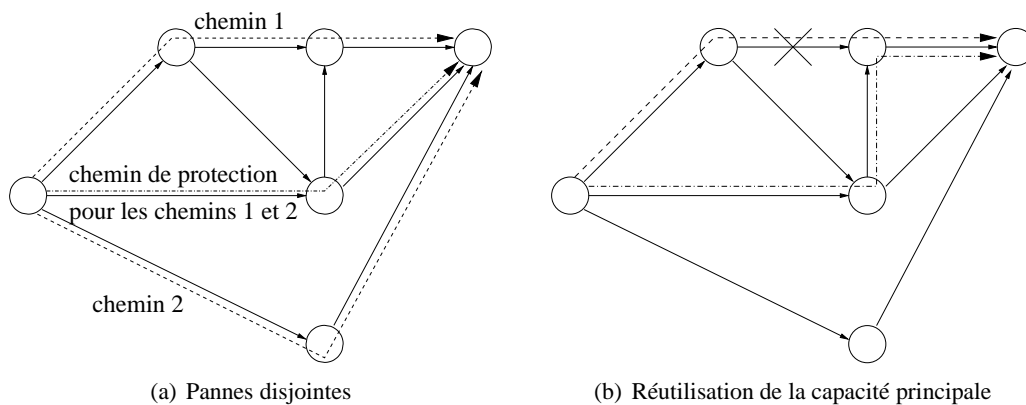 chemin 1
chemin de protection
pour les chemins 1 et 2
chemin 2
(a) Pannes disjointes
(b) Réutilisation de la capacité principale